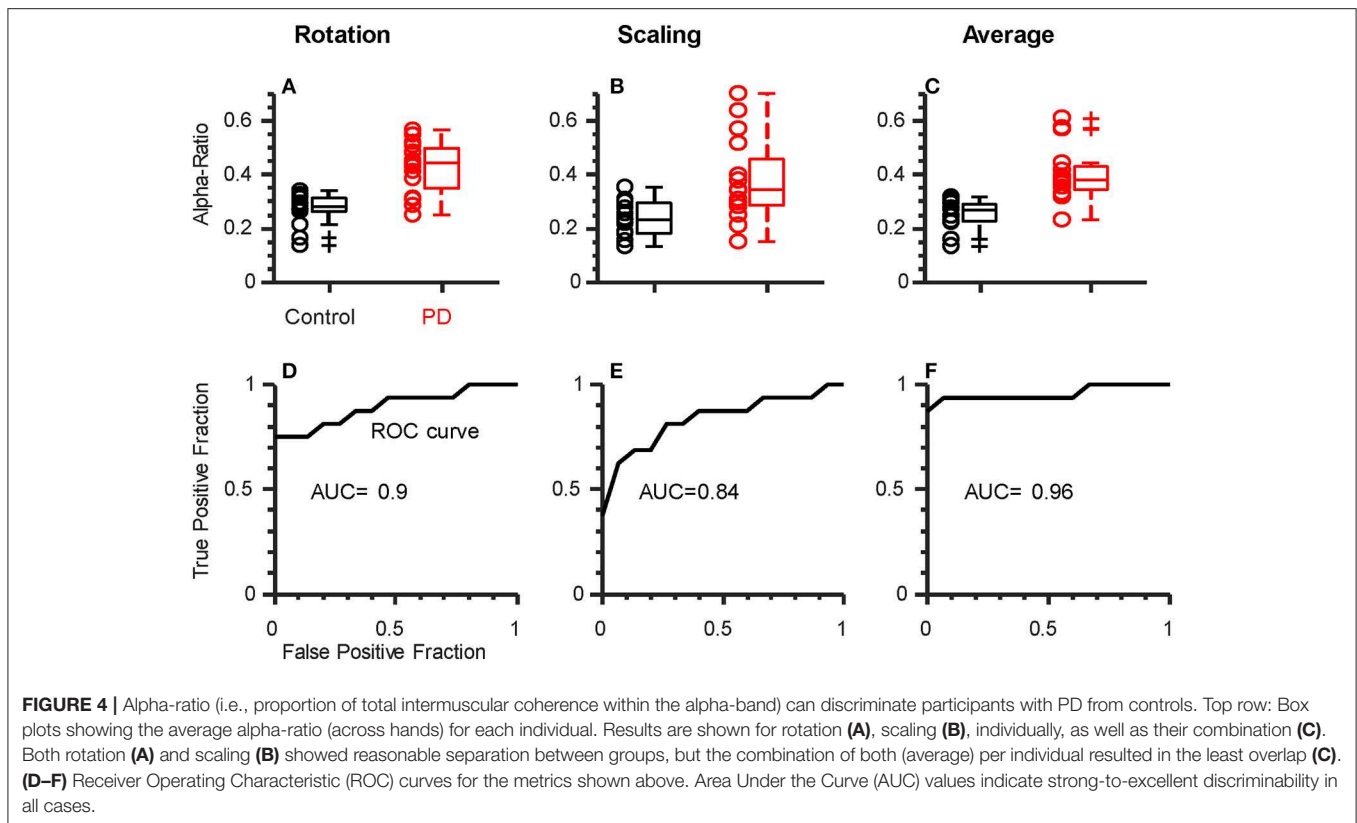 Rotation Scaling Average
A B C
Alpha-Ratio
0.6 0.6 0.6
0.4 0.4 0.4
0.2 0.2 0.2
0 0 0
Control PD
D E F
True Positive Fraction
1 1 1
ROC curve
0.5 0.5 0.5
AUC= 0.9 AUC=0.84 AUC= 0.96
0 0 0
0 0.5 1 0 0.5 1 0 0.5 1
False Positive Fraction
FIGURE 4 | Alpha-ratio (i.e., proportion of total intermuscular coherence within the alpha-band) can discriminate participants with PD from controls. Top row: Box
plots showing the average alpha-ratio (across hands) for each individual. Results are shown for rotation (A), scaling (B), individually, as well as their combination (C).
Both rotation (A) and scaling (B) showed reasonable separation between groups, but the combination of both (average) per individual resulted in the least overlap (C).
(D–F) Receiver Operating Characteristic (ROC) curves for the metrics shown above. Area Under the Curve (AUC) values indicate strong-to-excellent discriminability in
all cases.